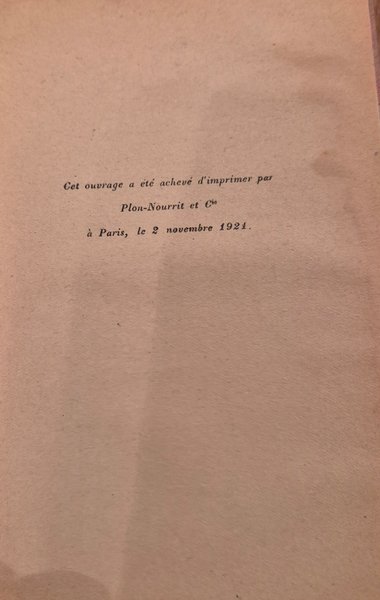 Cet ouvrage a été achevé d'imprimer par
Plon-Nourrit et Cie
à Paris, le 2 novembre 1921.